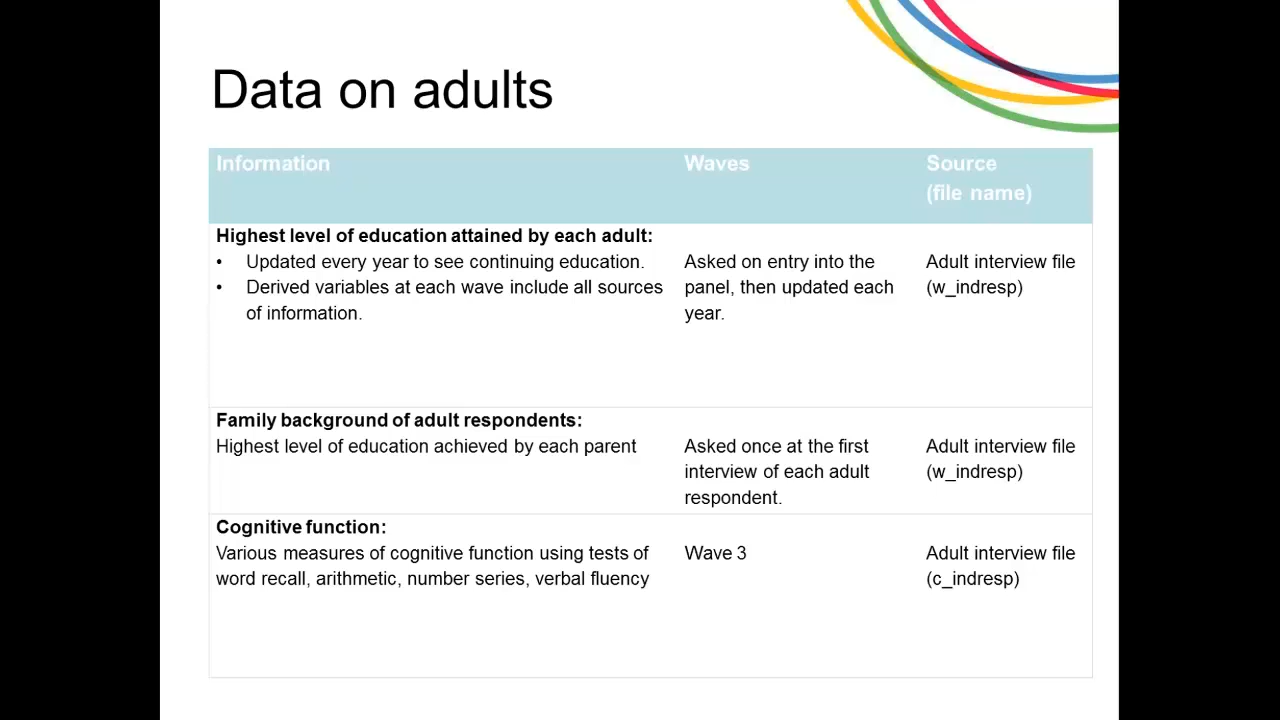 Data on adults
Information Waves Source
(file name)
Highest level of education attained by each adult:
• Updated every year to see continuing education. Asked on entry into the Adult interview file
• Derived variables at each wave include all sources panel, then updated each (w_indresp)
of information. year.
Family background of adult respondents:
Highest level of education achieved by each parent Asked once at the first Adult interview file
interview of each adult (w_indresp)
respondent.
Cognitive function:
Various measures of cognitive function using tests of Wave 3 Adult interview file
word recall, arithmetic, number series, verbal fluency (c_indresp)